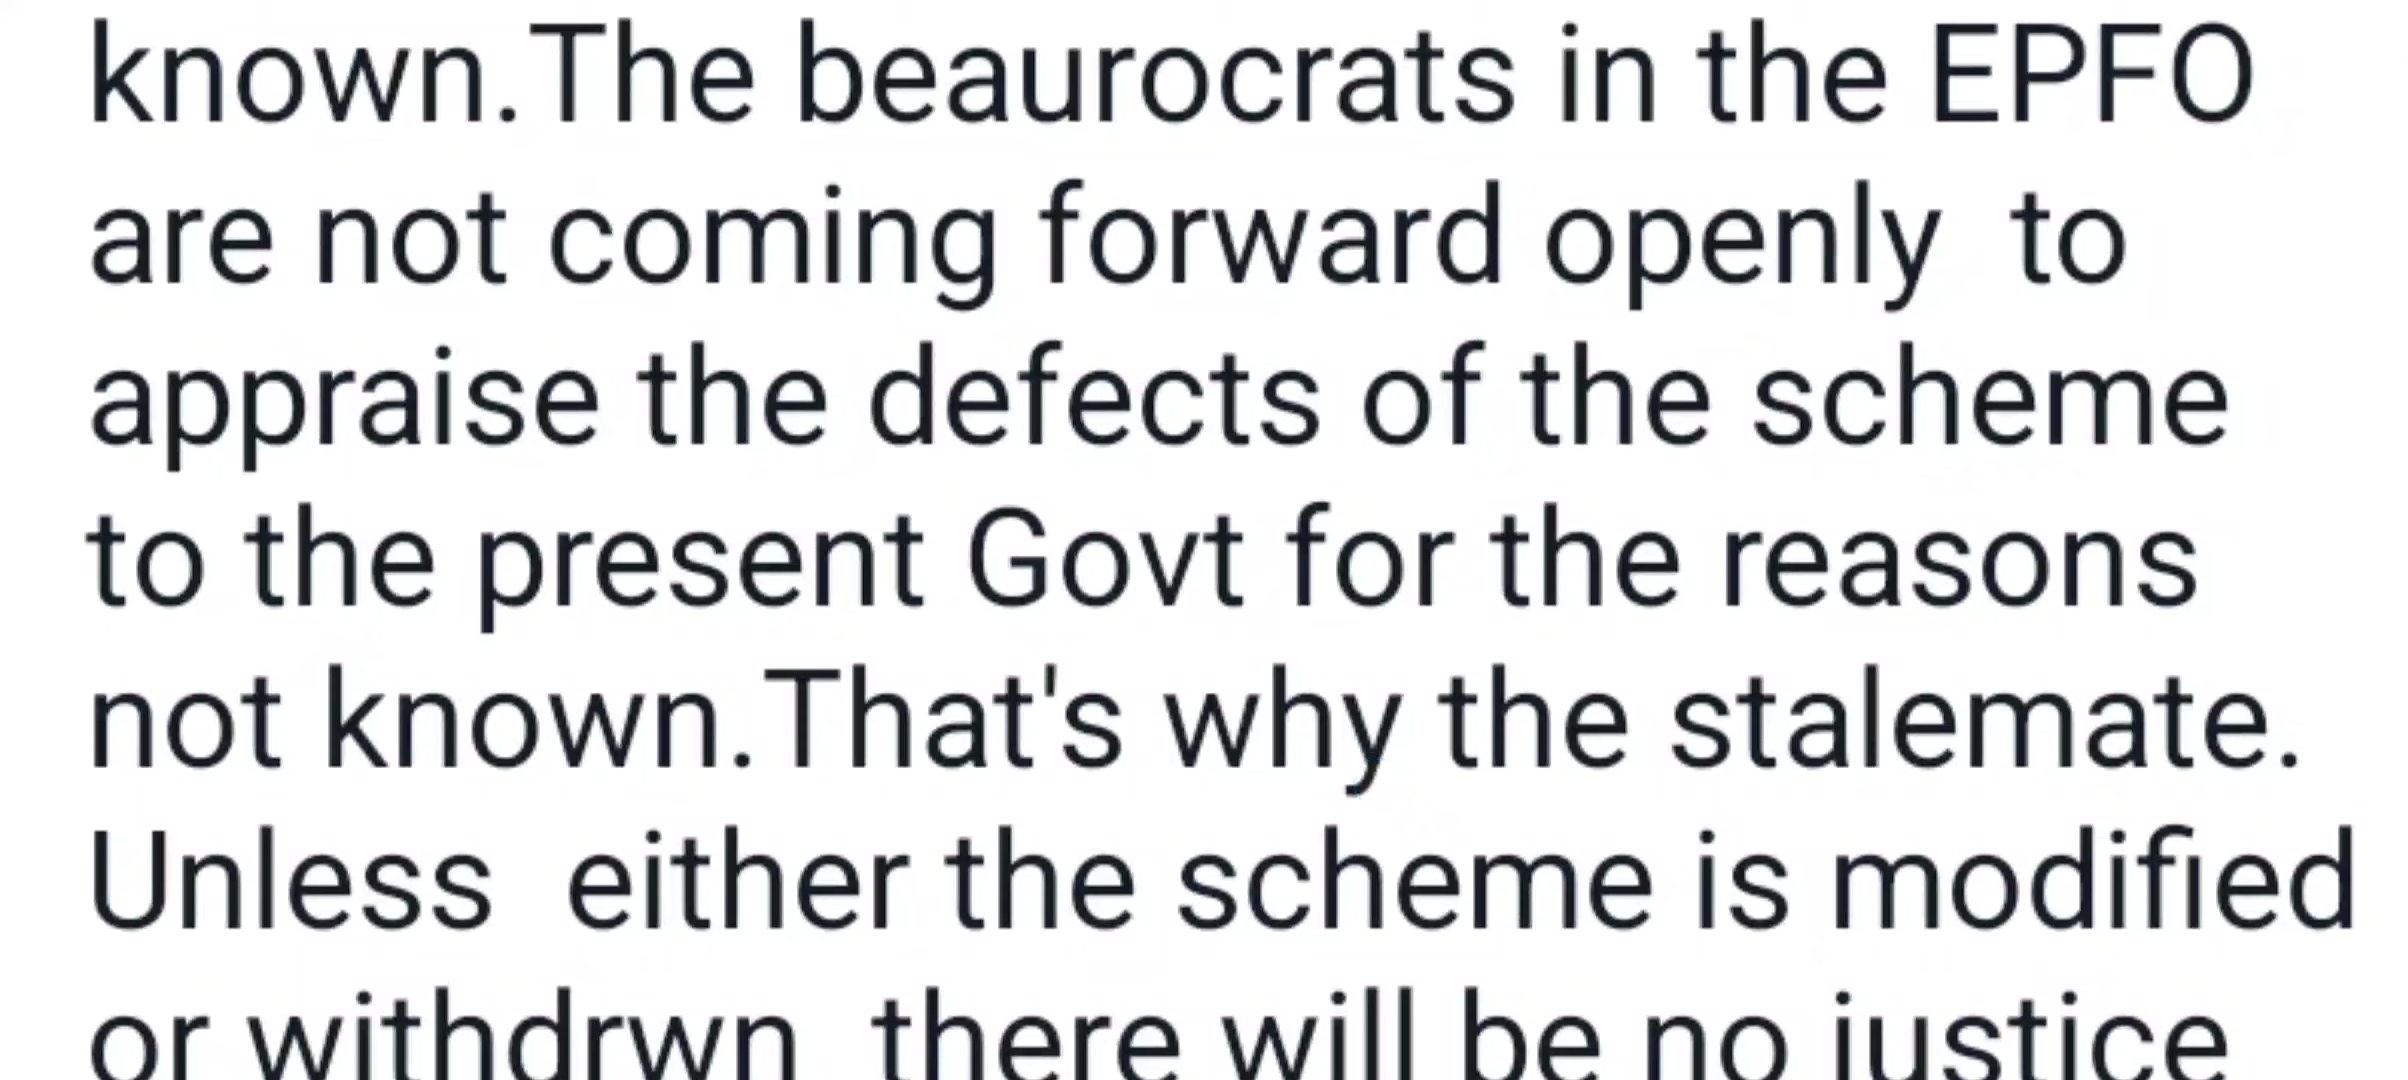 known.The beaurocrats in the EPFO
are not coming forward openly  to
appraise the defects of the scheme
to the present Govt for the reasons
not known.That's why the stalemate.
Unless  either the scheme is modified
or withdrwn  there will be no justice